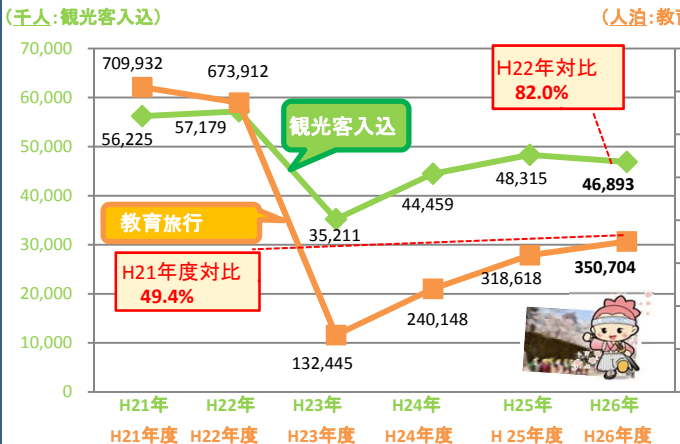 （千人：観光客入込）
（人泊：教育
70,000
60,000
50,000
40,000
30,000
20,000
10,000
0
709,932
673,912
56,225
57,179
H22年対比
82.0%
観光客入込
教育旅行
35,211
44,459
48,315
46,893
H21年度対比
49.4%
132,445
240,148
318,618
350,704
H21年 H22年 H23年 H24年 H25年 H26年
H21年度 H22年度 H23年度 H24年度 H 25年度 H26年度